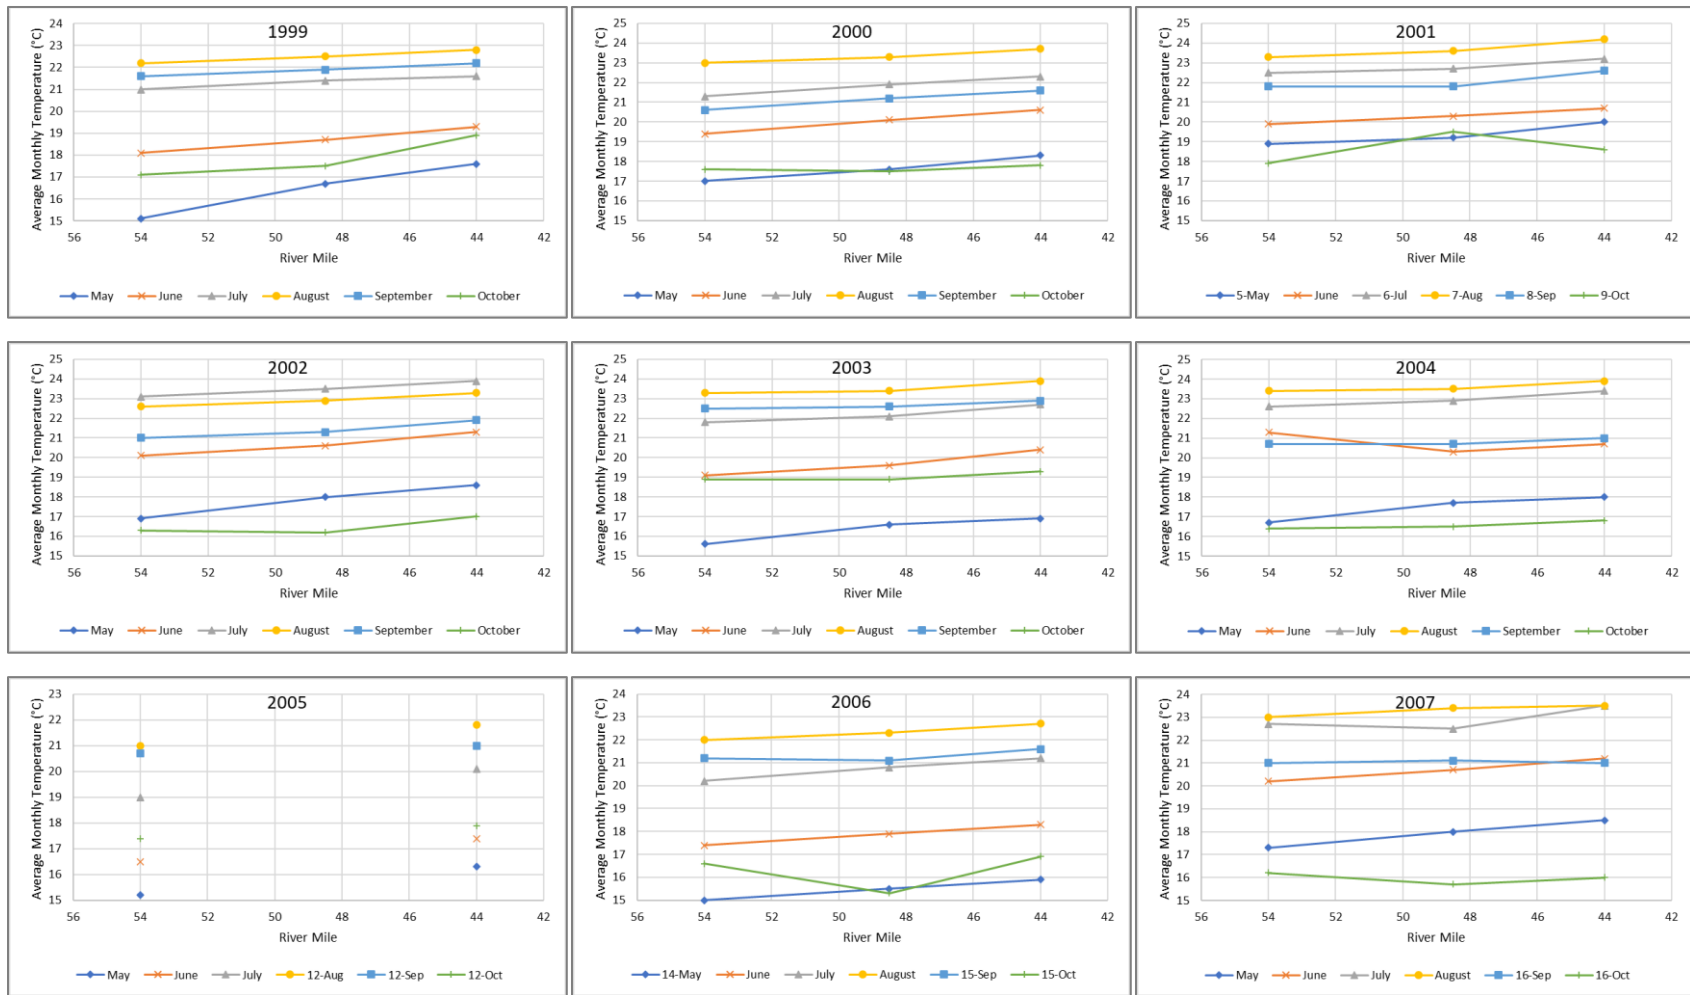 1999
Average Monthly Temperature (°C)
24
23
22
21
20
19
18
17
16
15
56 54 52 50 48 46 44 42
River Mile
May June July August September October
2000
Average Monthly Temperature (°C)
25
24
23
22
21
20
19
18
17
16
15
56 54 52 50 48 46 44 42
River Mile
May June July August September October
2001
Average Monthly Temperature (°C)
25
24
23
22
21
20
19
18
17
16
15
56 54 52 50 48 46 44 42
River Mile
5-May June 6-Jul 7-Aug 8-Sep 9-Oct
2002
Average Monthly Temperature (°C)
25
24
23
22
21
20
19
18
17
16
15
56 54 52 50 48 46 44 42
River Mile
May June July August September October
2003
Average Monthly Temperature (°C)
25
24
23
22
21
20
19
18
17
16
15
56 54 52 50 48 46 44 42
River Mile
May June July August September October
2004
Average Monthly Temperature (°C)
25
24
23
22
21
20
19
18
17
16
15
56 54 52 50 48 46 44 42
River Mile
May June July August September October
2005
Average Monthly Temperature (°C)
23
22
21
20
19
18
17
16
15
56 54 52 50 48 46 44 42
River Mile
May June July 12-Aug 12-Sep 12-Oct
2006
Average Monthly Temperature (°C)
24
23
22
21
20
19
18
17
16
15
56 54 52 50 48 46 44 42
River Mile
14-May June July August 15-Sep 15-Oct
2007
Average Monthly Temperature (°C)
24
23
22
21
20
19
18
17
16
15
56 54 52 50 48 46 44 42
River Mile
May June July August 16-Sep 16-Oct